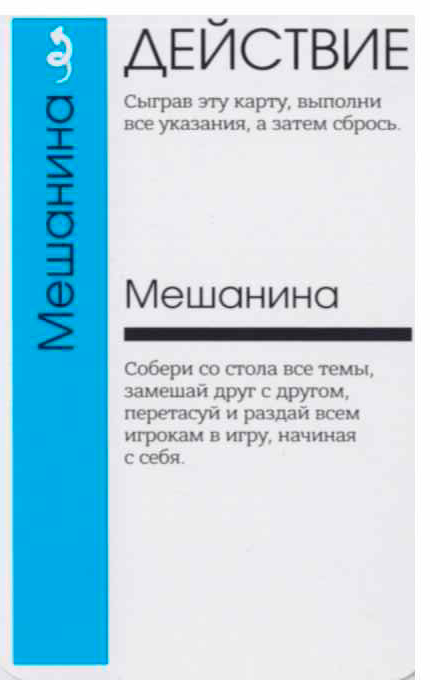 Мешанина
ДЕЙСТВИЕ
Сыграв эту карту, выполни
все указания, а затем сбрось.
Мешанина
Собери со стола все темы,
замешай друг с другом,
перетасуй и раздай всем
игрокам в игру, начиная
с себя.